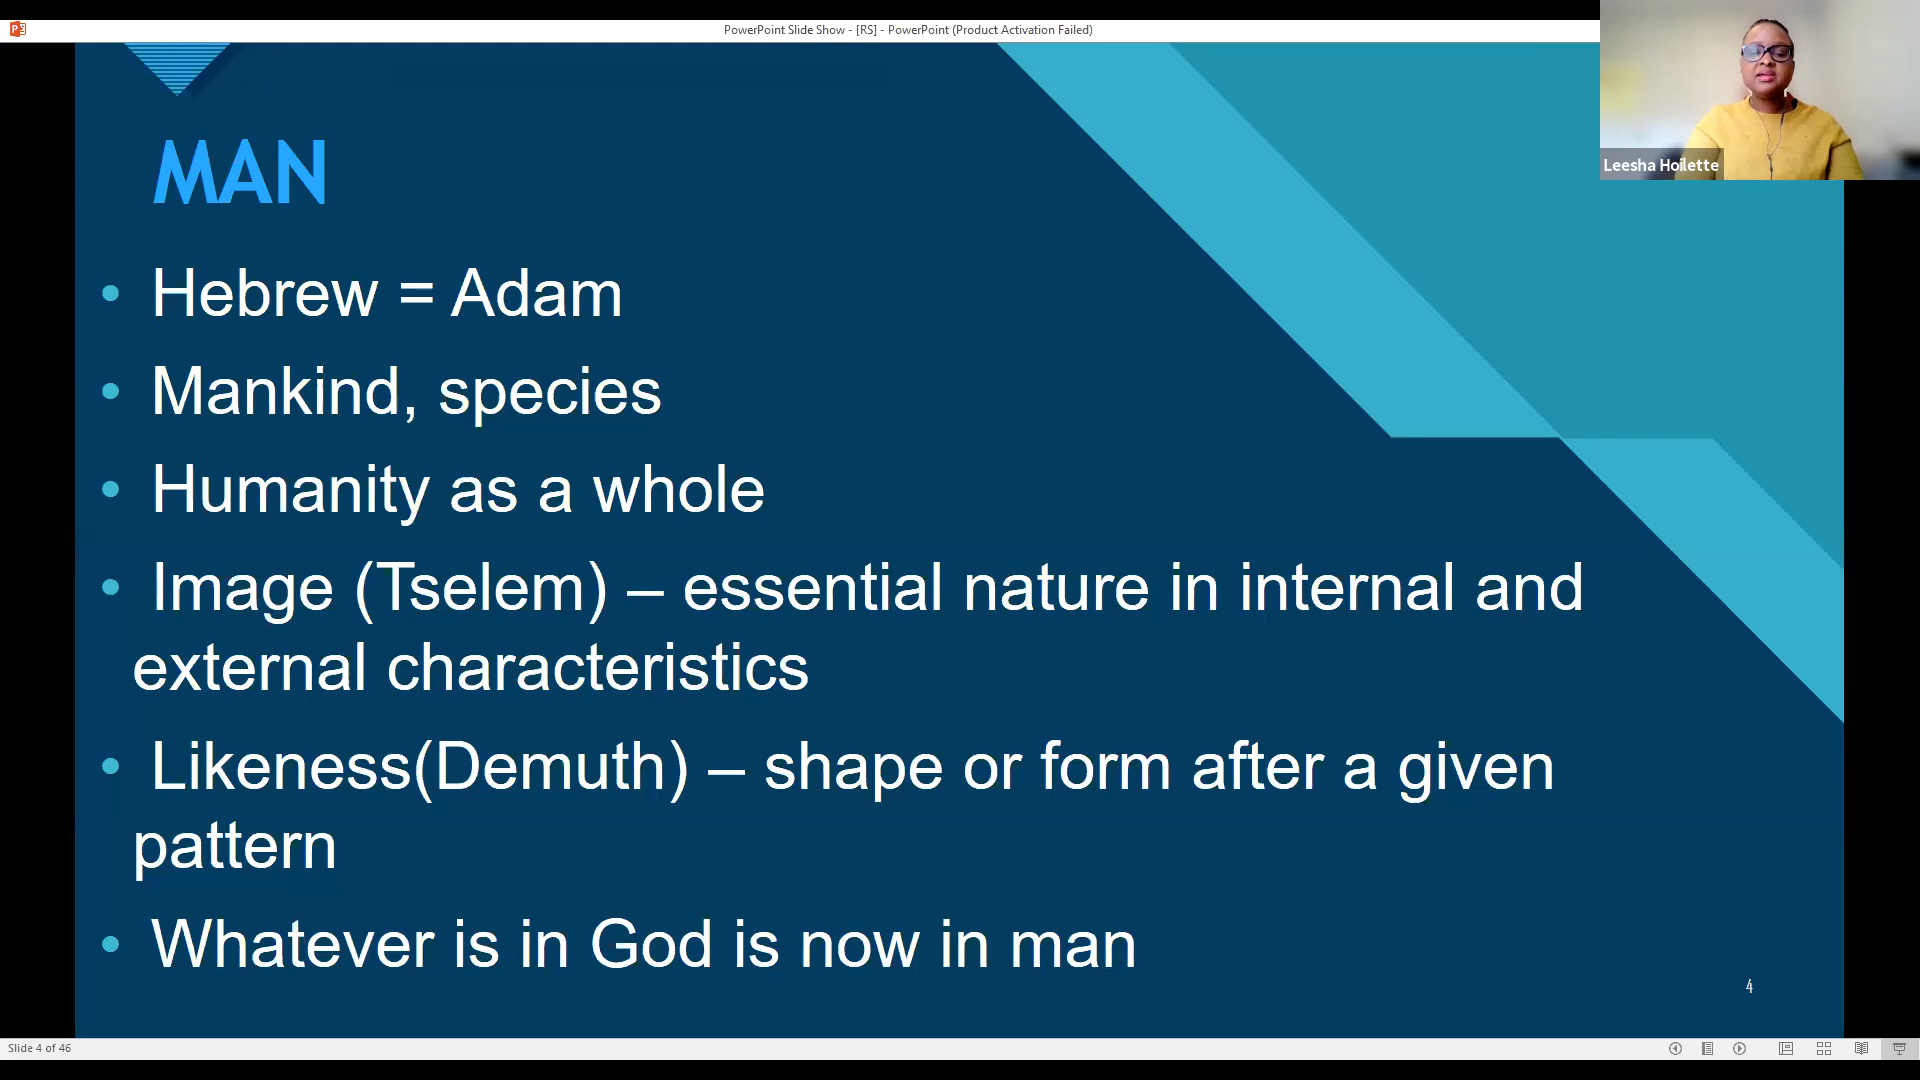 PowerPoint Slide Show - [RS] - PowerPoint (Product Activation Failed)
Leesha Hoilette
MAN
• Hebrew = Adam
• Mankind, species
• Humanity as a whole
• Image (Tselem) – essential nature in internal and
external characteristics
• Likeness(Demuth) – shape or form after a given
pattern
• Whatever is in God is now in man
4
Slide 4 of 46